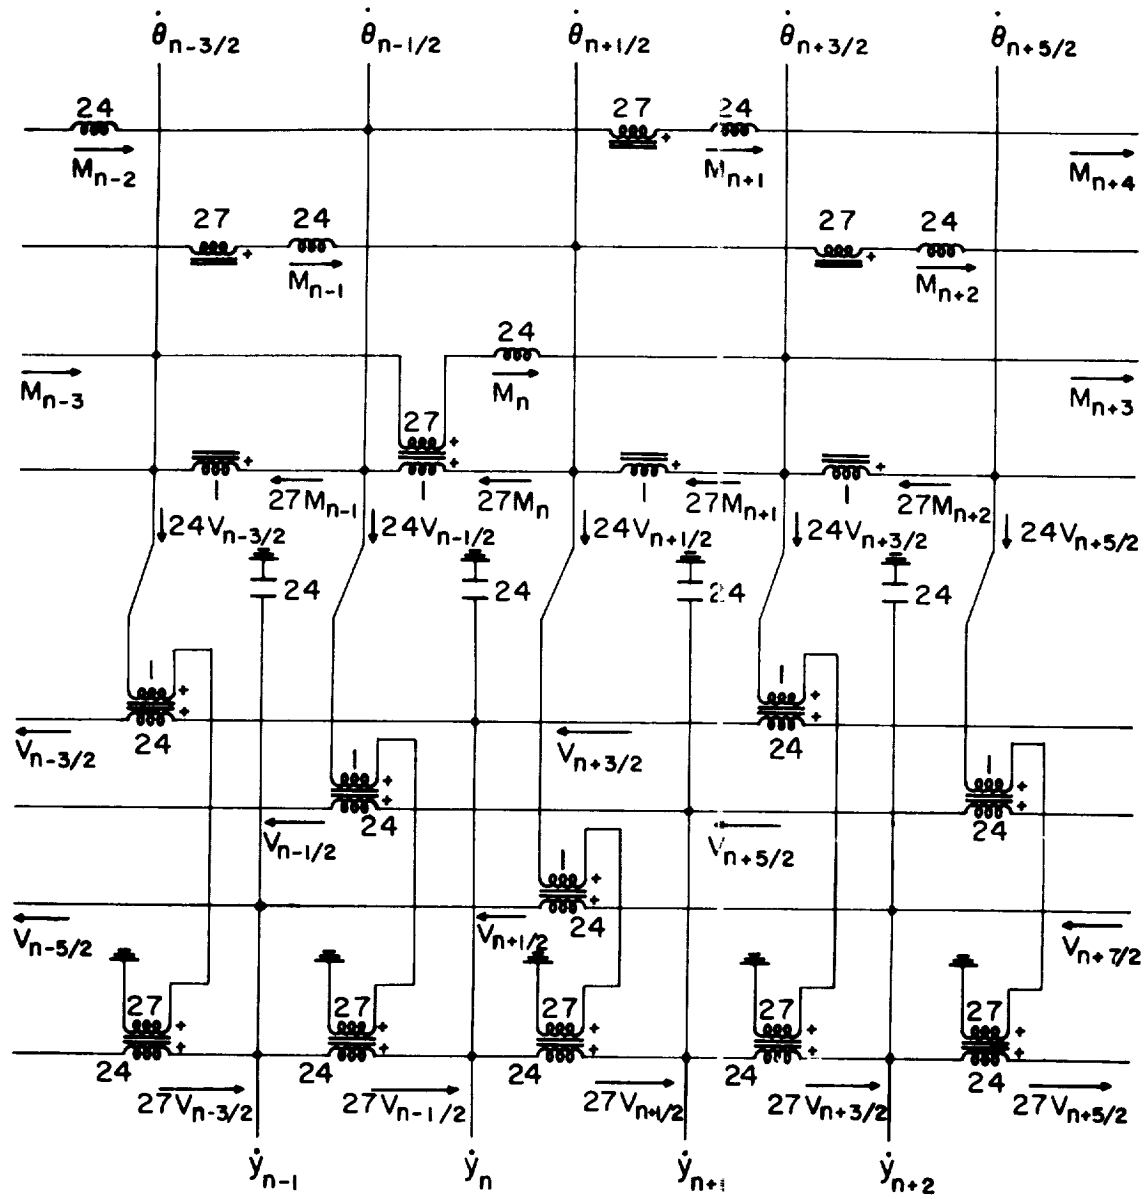 θ̇n-3/2 θ̇n-1/2 θ̇n+1/2 θ̇n+3/2 θ̇n+5/2
24 27 24
+
Mn-2 Mn+1 Mn+4
27 24 27 24
+ +
Mn-1 Mn+2
24
Mn-3 Mn Mn+3
27
+
+ + + +
1 27Mn-1 1 27Mn 1 27Mn+1 1 27Mn+2
24Vn-3/2 24Vn-1/2 24Vn+1/2 24Vn+3/2 24Vn+5/2
24 24 24 24
1 + 1 +
+ +
24 24
Vn-3/2 Vn+3/2
1 + 1 +
+ +
24 24
Vn-1/2 Vn+5/2
1 +
+
24
Vn-5/2 Vn+1/2 Vn+7/2
27 + 27 + 27 + 27 + 27 +
+ + + + +
24 24 24 24 24
27Vn-3/2 27Vn-1/2 27Vn+1/2 27Vn+3/2 27Vn+5/2
ẏn-1 ẏn ẏn+1 ẏn+2